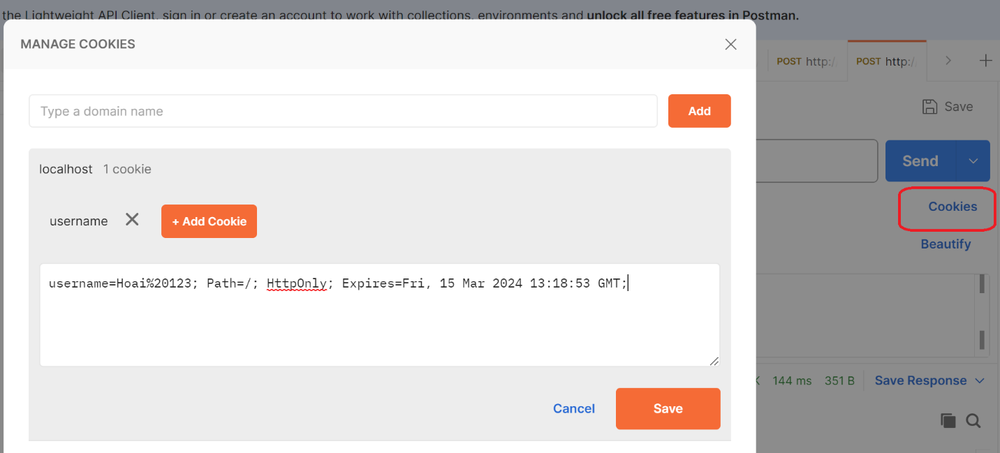 the Lightweight API Client, sign in or create an account to work with collections, environments and unlock all free features in Postman.
MANAGE COOKIES
POST http:/
POST http:/
Type a domain name
Add
Save
localhost 1 cookie
Send
Cookies
username
+ Add Cookie
Beautify
username=Hoai%20123; Path=/; HttpOnly; Expires=Fri, 15 Mar 2024 13:18:53 GMT;
144 ms 351 B Save Response
Cancel
Save